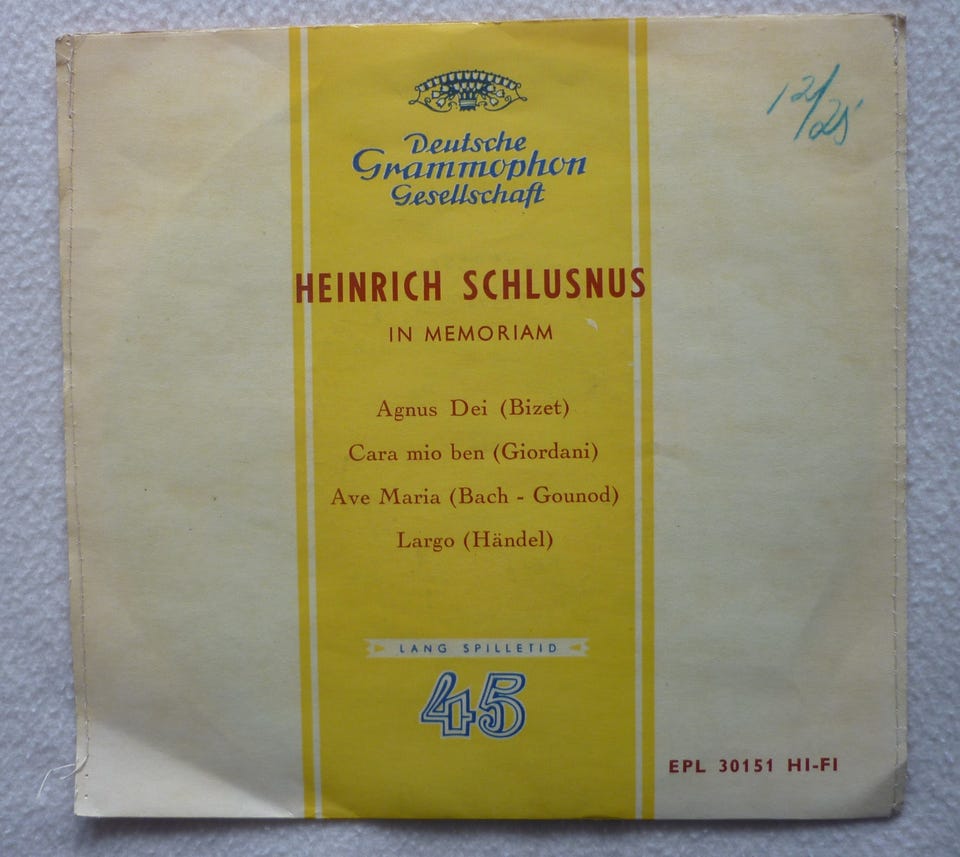 12/25
Deutsche
Grammophon
Gesellschaft
HEINRICH SCHLUSNUS
IN MEMORIAM
Agnus Dei (Bizet)
Cara mio ben (Giordani)
Ave Maria (Bach - Gounod)
Largo (Händel)
LANG SPILLETID
45
EPL 30151 HI-FI